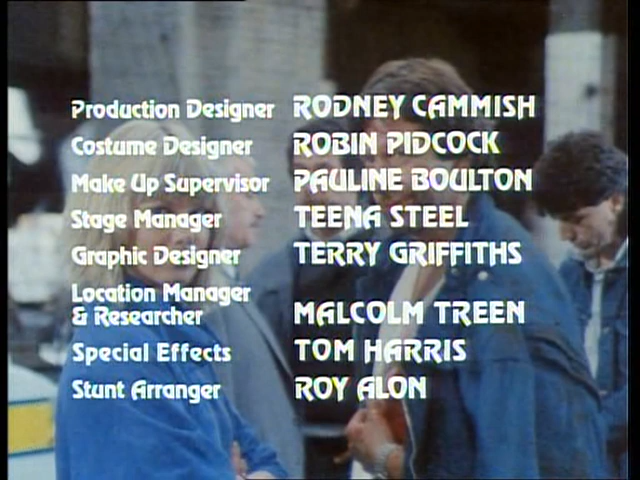 Production Designer RODNEY CAMMISH
Costume Designer ROBIN PIDCOCK
Make Up Supervisor PAULINE BOULTON
Stage Manager TEENA STEEL
Graphic Designer TERRY GRIFFITHS
Location Manager
& Researcher MALCOLM TREEN
Special Effects TOM HARRIS
Stunt Arranger ROY ALON